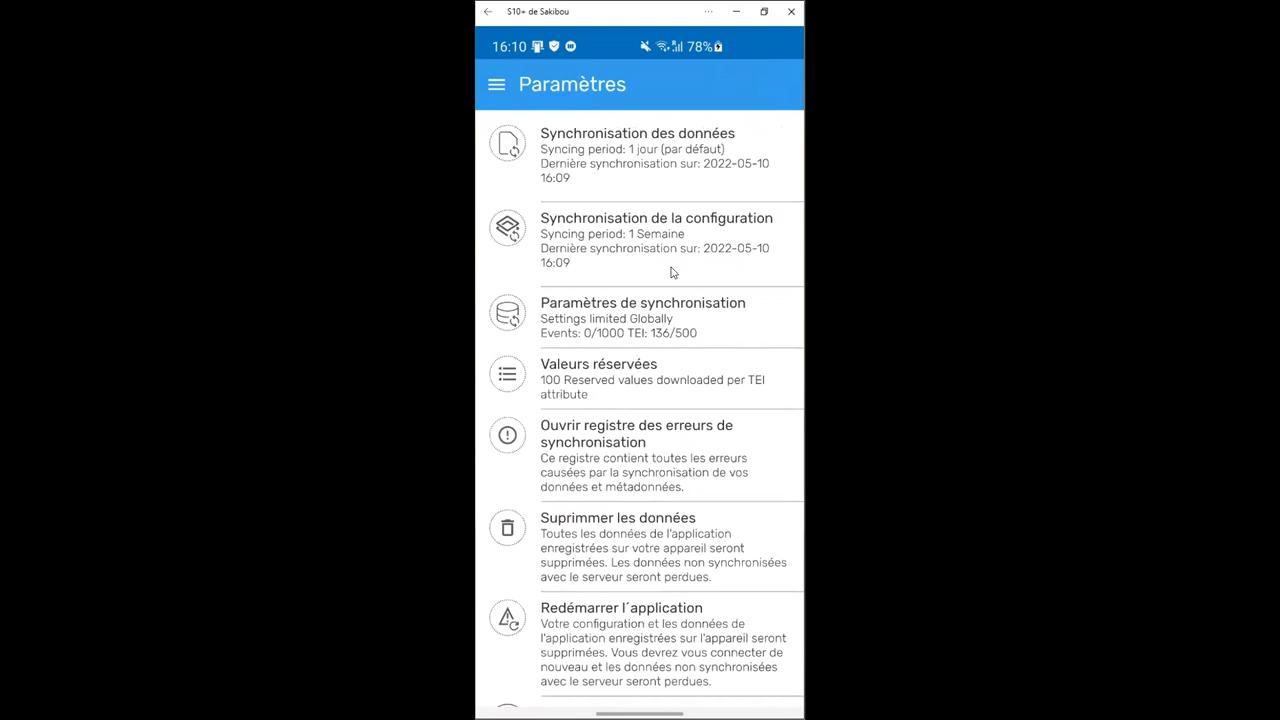 S10+ de Sakibou
16:10
78%
Paramètres
Synchronisation des données
Syncing period: 1 jour (par défaut)
Dernière synchronisation sur: 2022-05-10
16:09
Synchronisation de la configuration
Syncing period: 1 Semaine
Dernière synchronisation sur: 2022-05-10
16:09
Paramètres de synchronisation
Settings limited Globally
Events: 0/1000 TEI: 136/500
Valeurs réservées
100 Reserved values downloaded per TEI
attribute
Ouvrir registre des erreurs de
synchronisation
Ce registre contient toutes les erreurs
causées par la synchronisation de vos
données et métadonnées.
Suprimmer les données
Toutes les données de l'application
enregistrées sur votre appareil seront
supprimées. Les données non synchronisées
avec le serveur seront perdues.
Redémarrer l´application
Votre configuration et les données de
l'application enregistrées sur l'appareil seront
supprimées. Vous devrez vous connecter de
nouveau et les données non synchronisées
avec le serveur seront perdues.